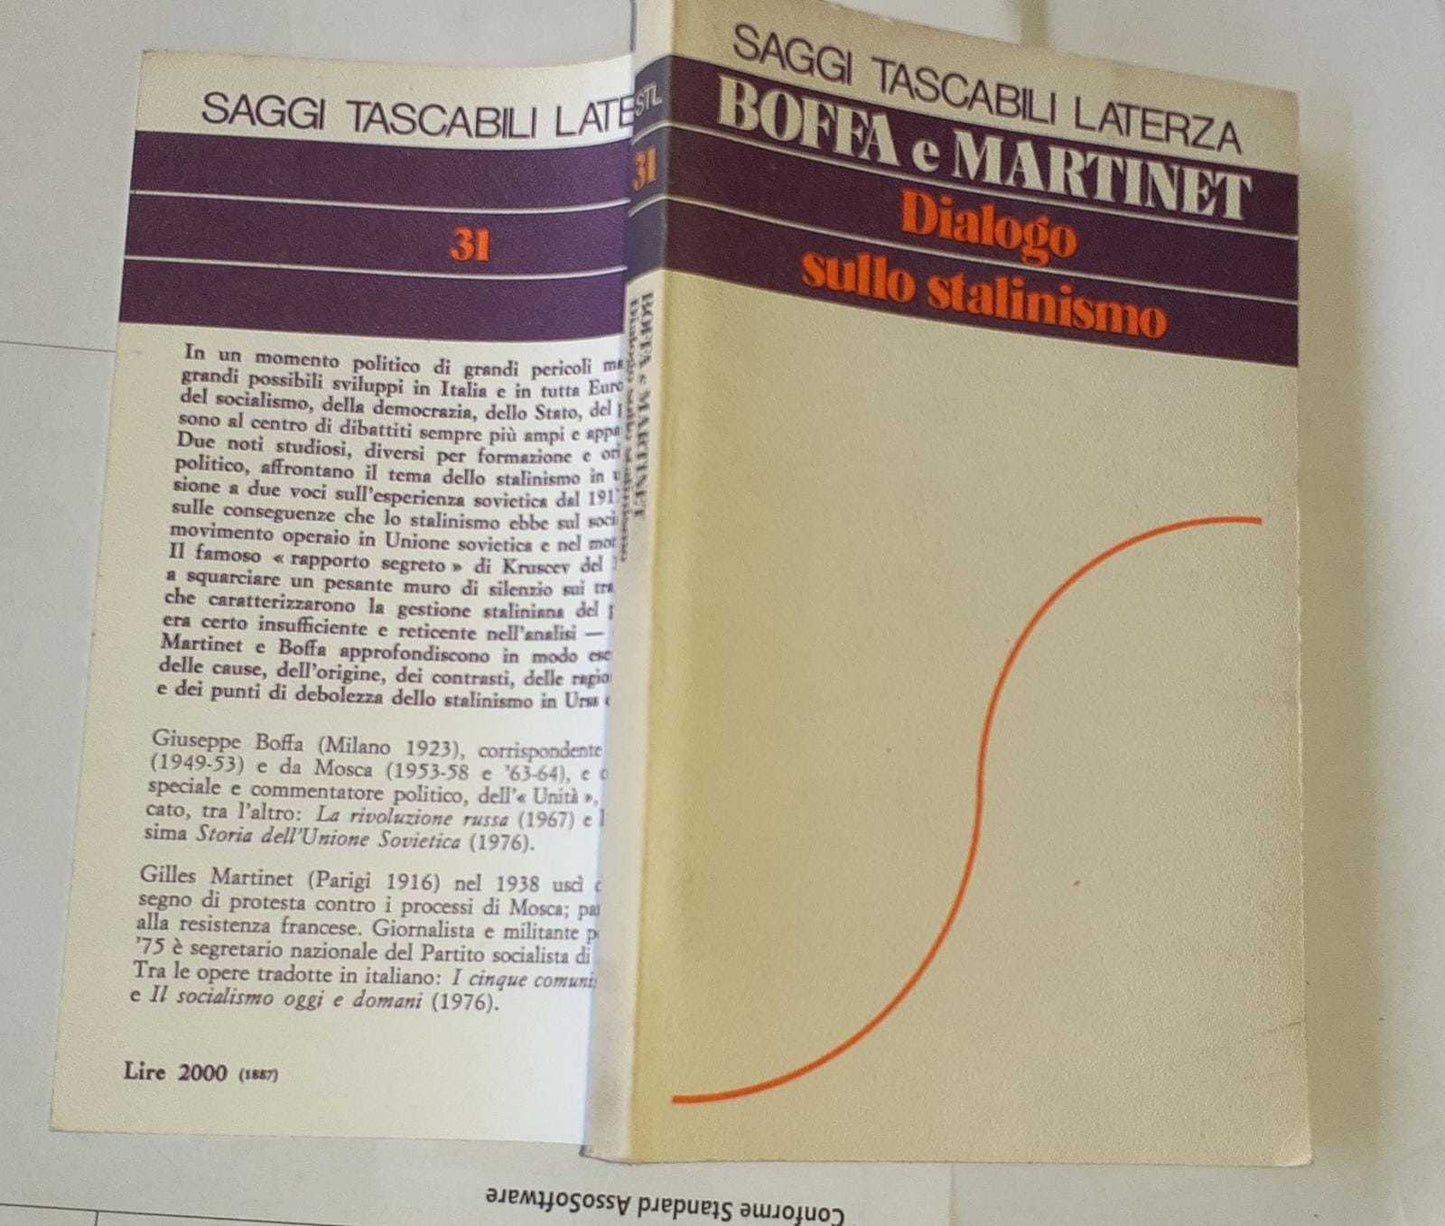 SAGGI TASCABILI LATE
31
In un momento politico di grandi pericoli ma
grandi possibili sviluppi in Italia e in tutta Euro
del socialismo, della democrazia, dello Stato, del
sono al centro di dibattiti sempre più ampi e appa
Due noti studiosi, diversi per formazione e ori
politico, affrontano il tema dello stalinismo in
sione a due voci sull'esperienza sovietica dal 191
sulle conseguenze che lo stalinismo ebbe sul soci
movimento operaio in Unione sovietica e nel mon
Il famoso « rapporto segreto » di Kruscev del
a squarciare un pesante muro di silenzio sui tra
che caratterizzarono la gestione staliniana del
era certo insufficiente e reticente nell'analisi —
Martinet e Boffa approfondiscono in modo ese
delle cause, dell'origine, dei contrasti, delle ragio
e dei punti di debolezza dello stalinismo in Urss
Giuseppe Boffa (Milano 1923), corrispondente
(1949-53) e da Mosca (1953-58 e '63-64), e
speciale e commentatore politico, dell'« Unità »,
cato, tra l'altro: La rivoluzione russa (1967) e
sima Storia dell'Unione Sovietica (1976).
Gilles Martinet (Parigi 1916) nel 1938 uscì
segno di protesta contro i processi di Mosca; par
alla resistenza francese. Giornalista e militante p
'75 è segretario nazionale del Partito socialista di
Tra le opere tradotte in italiano: I cinque comunis
e Il socialismo oggi e domani (1976).
Lire 2000 (1887)
STL
31
BOFFA e MARTINET
Dialogo sullo stalinismo
SAGGI TASCABILI LATERZA
BOFFA e MARTINET
Dialogo
sullo stalinismo
Conforme Standard AssoSoftware